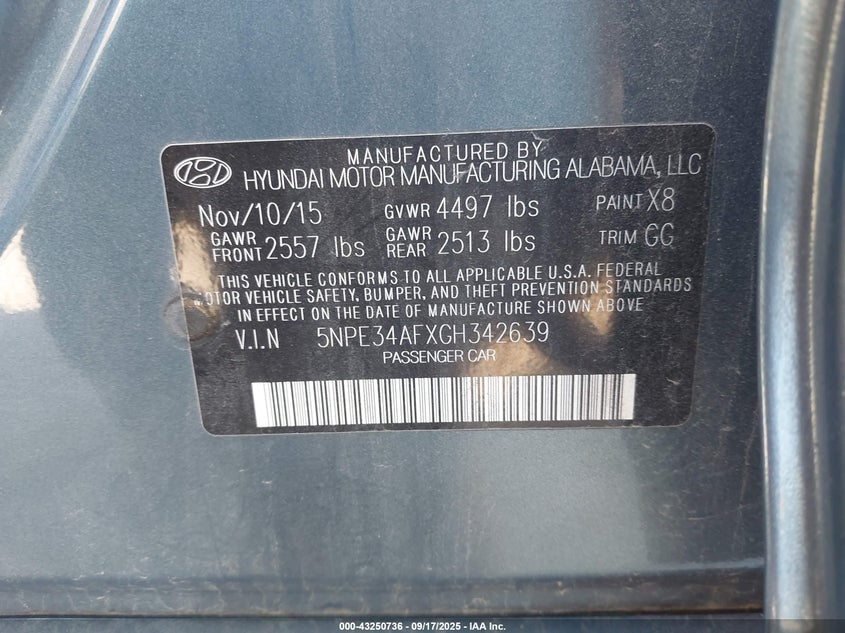 MANUFACTURED BY
HYUNDAI MOTOR MANUFACTURING ALABAMA, LLC
Nov/10/15 GVWR 4497 lbs PAINT X8
GAWR FRONT 2557 lbs GAWR REAR 2513 lbs TRIM GG
THIS VEHICLE CONFORMS TO ALL APPLICABLE U.S.A. FEDERAL
MOTOR VEHICLE SAFETY, BUMPER, AND THEFT PREVENTION STANDARDS
IN EFFECT ON THE DATE OF MANUFACTURE SHOWN ABOVE
V.I.N 5NPE34AFXGH342639
PASSENGER CAR
000-43250736 - 09/17/2025 - IAA Inc.